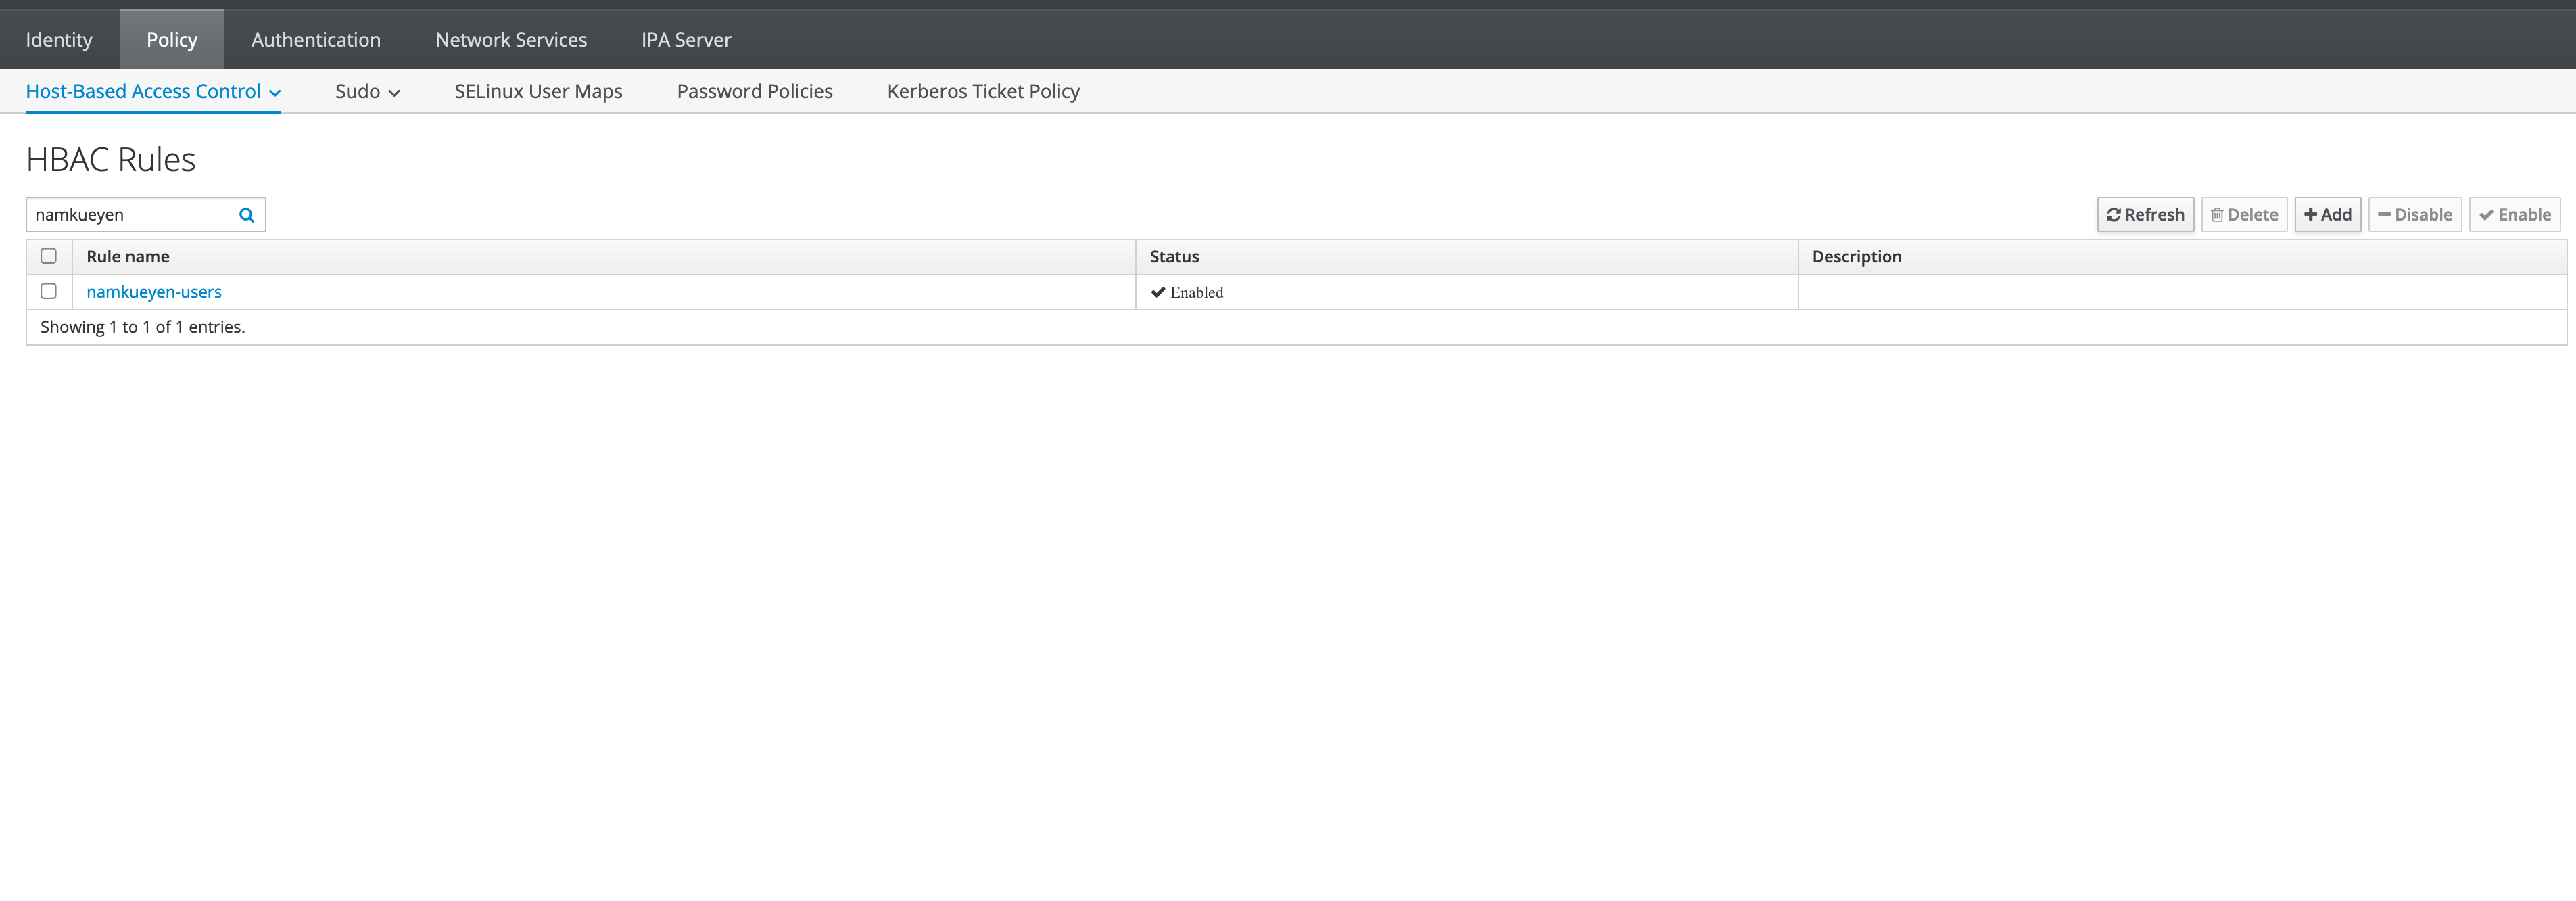 Identity Policy Authentication Network Services IPA Server
Host-Based Access Control Sudo SELinux User Maps Password Policies Kerberos Ticket Policy
HBAC Rules
namkueyen Refresh Delete Add Disable Enable
Rule name Status Description
namkueyen-users Enabled
Showing 1 to 1 of 1 entries.